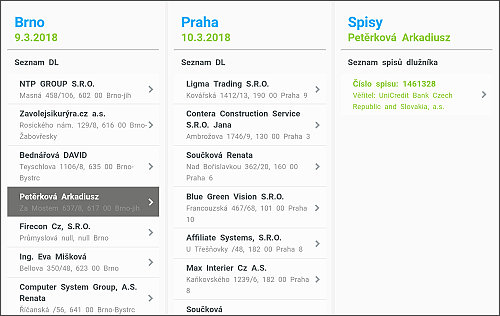 Brno
9.3.2018
Seznam DL
NTP GROUP S.R.O.
Masná 458/106, 602 00 Brno-jih
Zavolejsikurýra.cz a.s.
Rosického nám. 129/8, 616 00 Brno-
Žabovřesky
Bednářová DAVID
Teyschlova 1106/8, 635 00 Brno-
Bystrc
Petěrková Arkadiusz
Za Mostem 637/8, 617 00 Brno-jih
Firecon Cz, S.R.O.
Průmyslová null, null Brno
Ing. Eva Mišková
Bellova 350/48, 623 00 Brno
Computer System Group, A.S.
Renata
Říčanská /56, 641 00 Brno-Bystrc
Praha
10.3.2018
Seznam DL
Ligma Trading S.R.O.
Kovářská 1412/13, 190 00 Praha 9
Contera Construction Service
S.R.O. Jana
Ambrožova 1746/9, 130 00 Praha
3
Součková Renata
Nad Bořislavkou 362/20, 160 00
Praha 6
Blue Green Vision S.R.O.
Francouzská 467/68, 101 00 Praha
10
Affiliate Systems, S.R.O.
U Třešňovky /48, 182 00 Praha 8
Max Interier Cz A.S.
Kaňkovského 1239/6, 182 00 Praha
8
Součková
Spisy
Petěrková Arkadiusz
Seznam spisů dlužníka
Číslo spisu: 1461328
Věřitel: UniCredit Bank Czech
Republic and Slovakia, a.s.